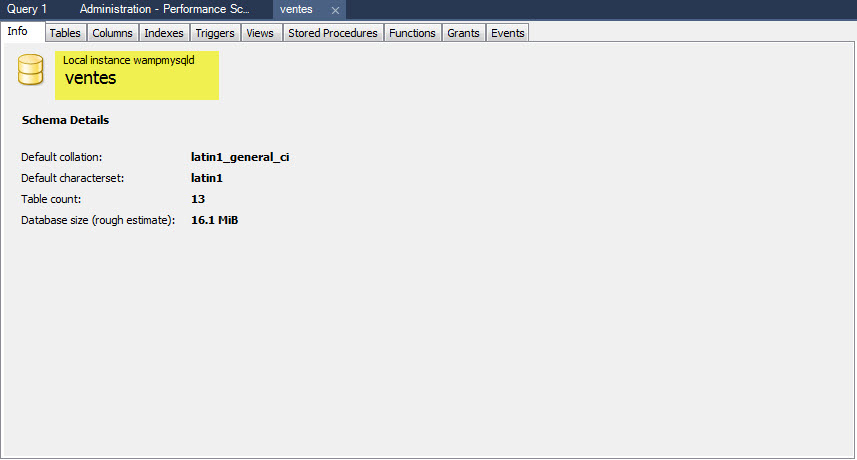 Query 1 Administration - Performance Sc... ventes
Info Tables Columns Indexes Triggers Views Stored Procedures Functions Grants Events
Local instance wampmysqld
ventes
Schema Details
Default collation: latin1_general_ci
Default characterset: latin1
Table count: 13
Database size (rough estimate): 16.1 MiB